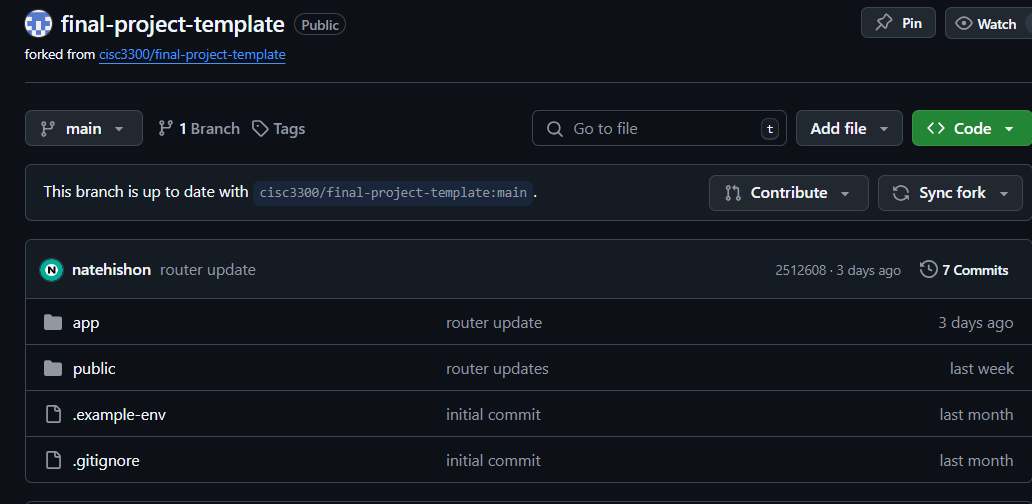 final-project-template Public Pin Watch
forked from cisc3300/final-project-template
main 1 Branch Tags Go to file t Add file Code
This branch is up to date with cisc3300/final-project-template:main. Contribute Sync fork
N natehishon router update 2512608 · 3 days ago 7 Commits
app router update 3 days ago
public router updates last week
.example-env initial commit last month
.gitignore initial commit last month